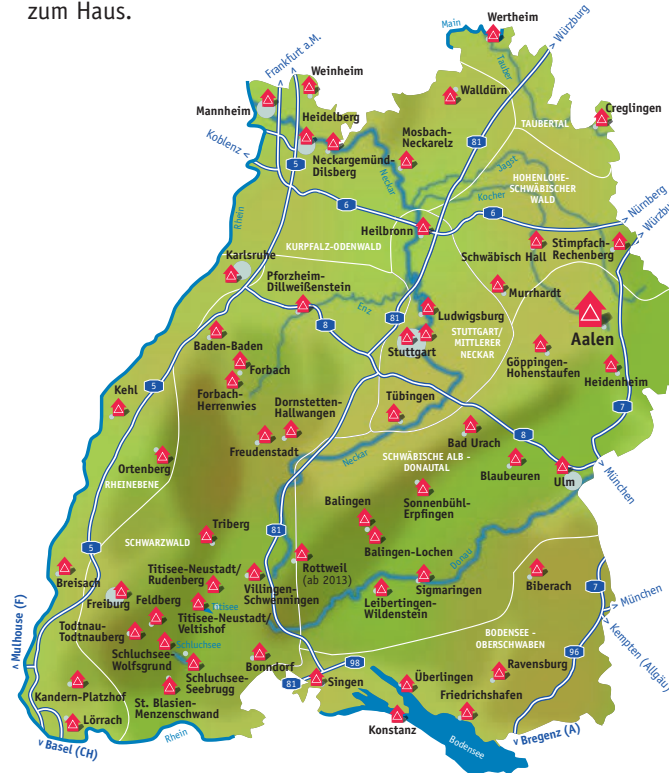 zum Haus.
Main
Wertheim
Würzburg
Tauber
Frankfurt a.M.
Weinheim
Walldürn
Mannheim
Creglingen
Heidelberg
TAUBERTAL
Koblenz
Mosbach-
Neckarelz
81
5
Neckargemünd-
Dilsberg
Jagst
HOHENLOHE-
SCHWÄBISCHER
WALD
Neckar
Kocher
Nürnberg
6
6
Würzburg
Rhein
Heilbronn
KURPFALZ-ODENWALD
Schwäbisch Hall
Stimpfach-
Rechenberg
Karlsruhe
Pforzheim-
Dillweißenstein
Murrhardt
Enz
Ludwigsburg
81
8
STUTTGART/
MITTLERER
NECKAR
Aalen
Baden-Baden
Stuttgart
Forbach
Göppingen-
Hohenstaufen
Heidenheim
5
Forbach-
Herrenwies
Kehl
Dornstetten-
Hallwangen
Tübingen
7
Freudenstadt
Bad Urach
8
Neckar
SCHWÄBISCHE ALB -
DONAUTAL
Ortenberg
Blaubeuren
Ulm
München
RHEINEBENE
Sonnenbühl-
Erpfingen
Balingen
81
SCHWARZWALD
Triberg
Balingen-Lochen
5
Donau
Titisee-Neustadt/
Rudenberg
Rottweil
(ab 2013)
Breisach
Villingen-
Schwenningen
Sigmaringen
Biberach
7
Freiburg
Feldberg
Titisee
Leibertingen-
Wildenstein
München
Titisee-Neustadt/
Veltishof
Todtnau-
Todtnauberg
Kempten (Allgäu)
Mulhouse (F)
Schluchsee
Schluchsee-
Wolfsgrund
BODENSEE -
OBERSCHWABEN
96
Bonndorf
98
Schluchsee-
Seebrugg
Ravensburg
81
Singen
Überlingen
Kandern-Platzhof
St. Blasien-
Menzenschwand
Friedrichshafen
Lörrach
Konstanz
Rhein
Basel (CH)
Bodensee
Bregenz (A)